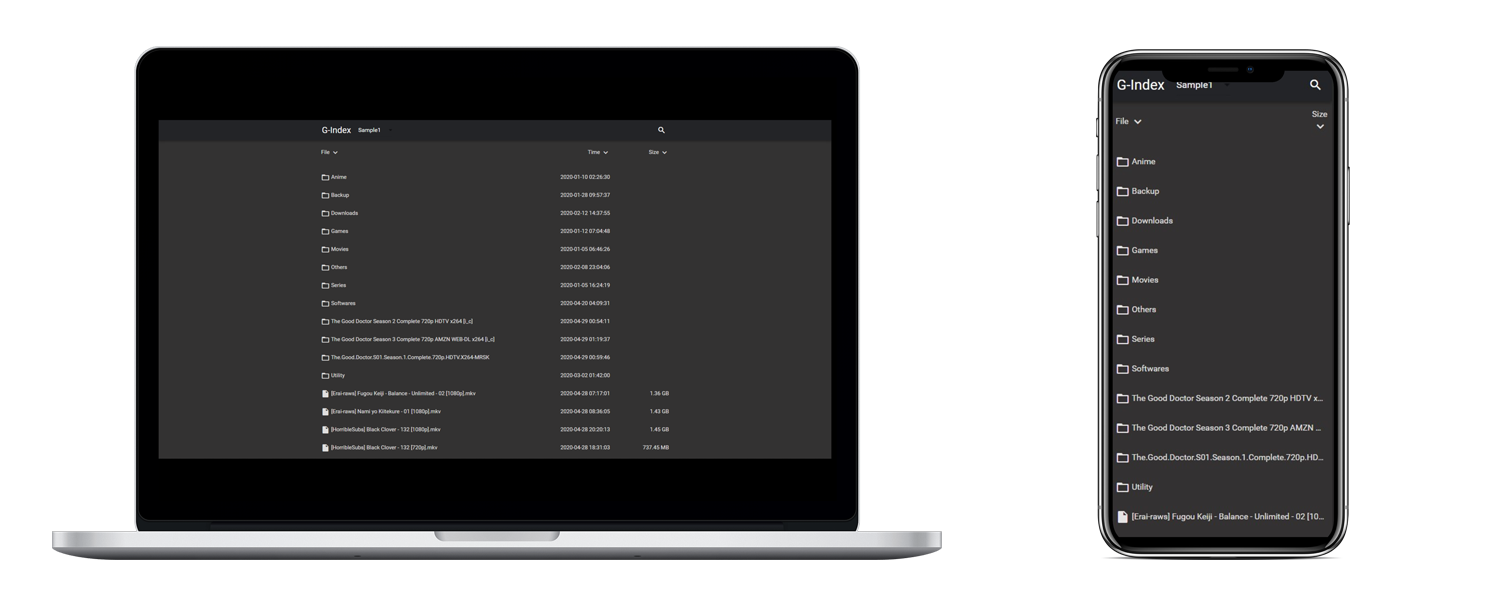 G-Index Sample1
File Time Size
Anime 2020-01-10 02:26:30
Backup 2020-01-28 09:57:37
Downloads 2020-02-12 14:37:55
Games 2020-01-12 07:04:48
Movies 2020-01-05 06:46:26
Others 2020-02-08 23:04:06
Series 2020-01-05 16:24:19
Softwares 2020-04-20 04:09:31
The Good Doctor Season 2 Complete 720p HDTV x264 [i_c] 2020-04-29 00:54:11
The Good Doctor Season 3 Complete 720p AMZN WEB-DL x264 [i_c] 2020-04-29 01:19:37
The.Good.Doctor.S01.Season.1.Complete.720p.HDTV.X264-MRSK 2020-04-29 00:59:46
Utility 2020-03-02 01:42:00
[Erai-raws] Fugou Keiji - Balance - Unlimited - 02 [1080p].mkv 2020-04-28 07:17:01 1.36 GB
[Erai-raws] Nami yo Kiitekure - 01 [1080p].mkv 2020-04-28 08:36:05 1.43 GB
[HorribleSubs] Black Clover - 132 [1080p].mkv 2020-04-28 20:20:13 1.45 GB
[HorribleSubs] Black Clover - 132 [720p].mkv 2020-04-28 18:31:03 737.45 MB
G-Index Sample1
File Size
Anime
Backup
Downloads
Games
Movies
Others
Series
Softwares
The Good Doctor Season 2 Complete 720p HDTV x...
The Good Doctor Season 3 Complete 720p AMZN ...
The.Good.Doctor.S01.Season.1.Complete.720p.HD...
Utility
[Erai-raws] Fugou Keiji - Balance - Unlimited - 02 [10...